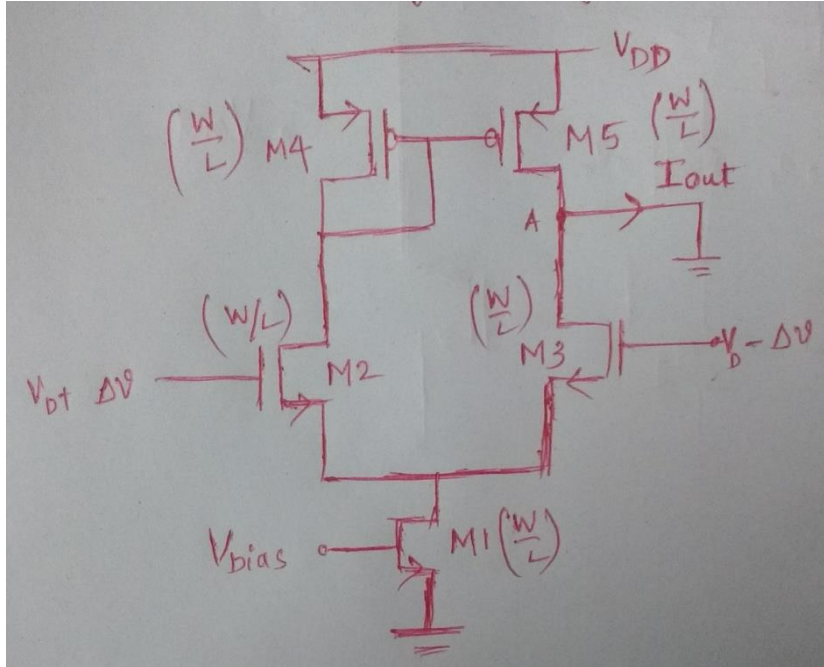 VDD
(W/L) M4
M5 (W/L)
Iout
A
(W/L)
(W/L)
M2
M3
VD+ Δv
VD - Δv
Vbias
M1 (W/L)